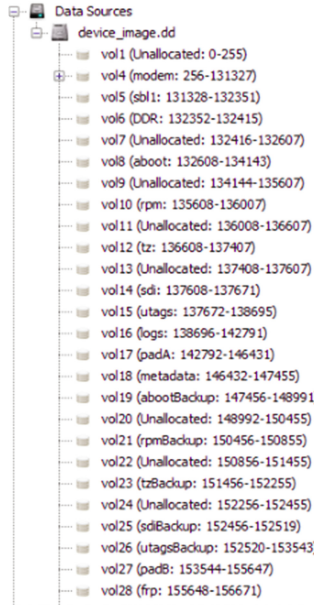 Data Sources
device_image.dd
vol1 (Unallocated: 0-255)
vol4 (modem: 256-131327)
vol5 (sbl1: 131328-132351)
vol6 (DDR: 132352-132415)
vol7 (Unallocated: 132416-132607)
vol8 (aboot: 132608-134143)
vol9 (Unallocated: 134144-135607)
vol10 (rpm: 135608-136007)
vol11 (Unallocated: 136008-136607)
vol12 (tz: 136608-137407)
vol13 (Unallocated: 137408-137607)
vol14 (sdi: 137608-137671)
vol15 (utags: 137672-138695)
vol16 (logs: 138696-142791)
vol17 (padA: 142792-146431)
vol18 (metadata: 146432-147455)
vol19 (abootBackup: 147456-148991
vol20 (Unallocated: 148992-150455)
vol21 (rpmBackup: 150456-150855)
vol22 (Unallocated: 150856-151455)
vol23 (tzBackup: 151456-152255)
vol24 (Unallocated: 152256-152455)
vol25 (sdiBackup: 152456-152519)
vol26 (utagsBackup: 152520-153543)
vol27 (padB: 153544-155647)
vol28 (frp: 155648-156671)